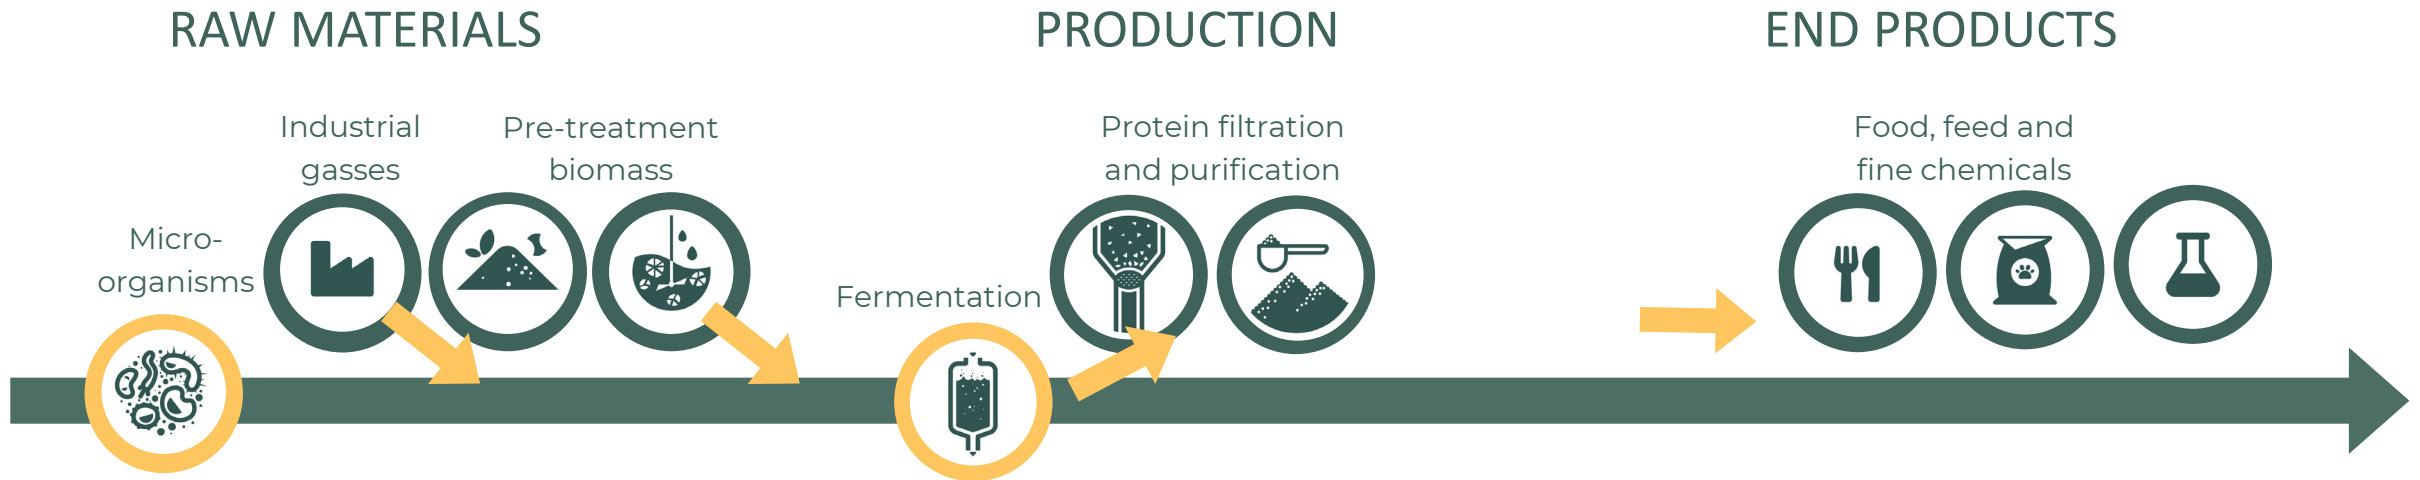 RAW MATERIALS
PRODUCTION
END PRODUCTS
Micro-
organisms
Industrial
gasses
Pre-treatment
biomass
Fermentation
Protein filtration
and purification
Food, feed and
fine chemicals